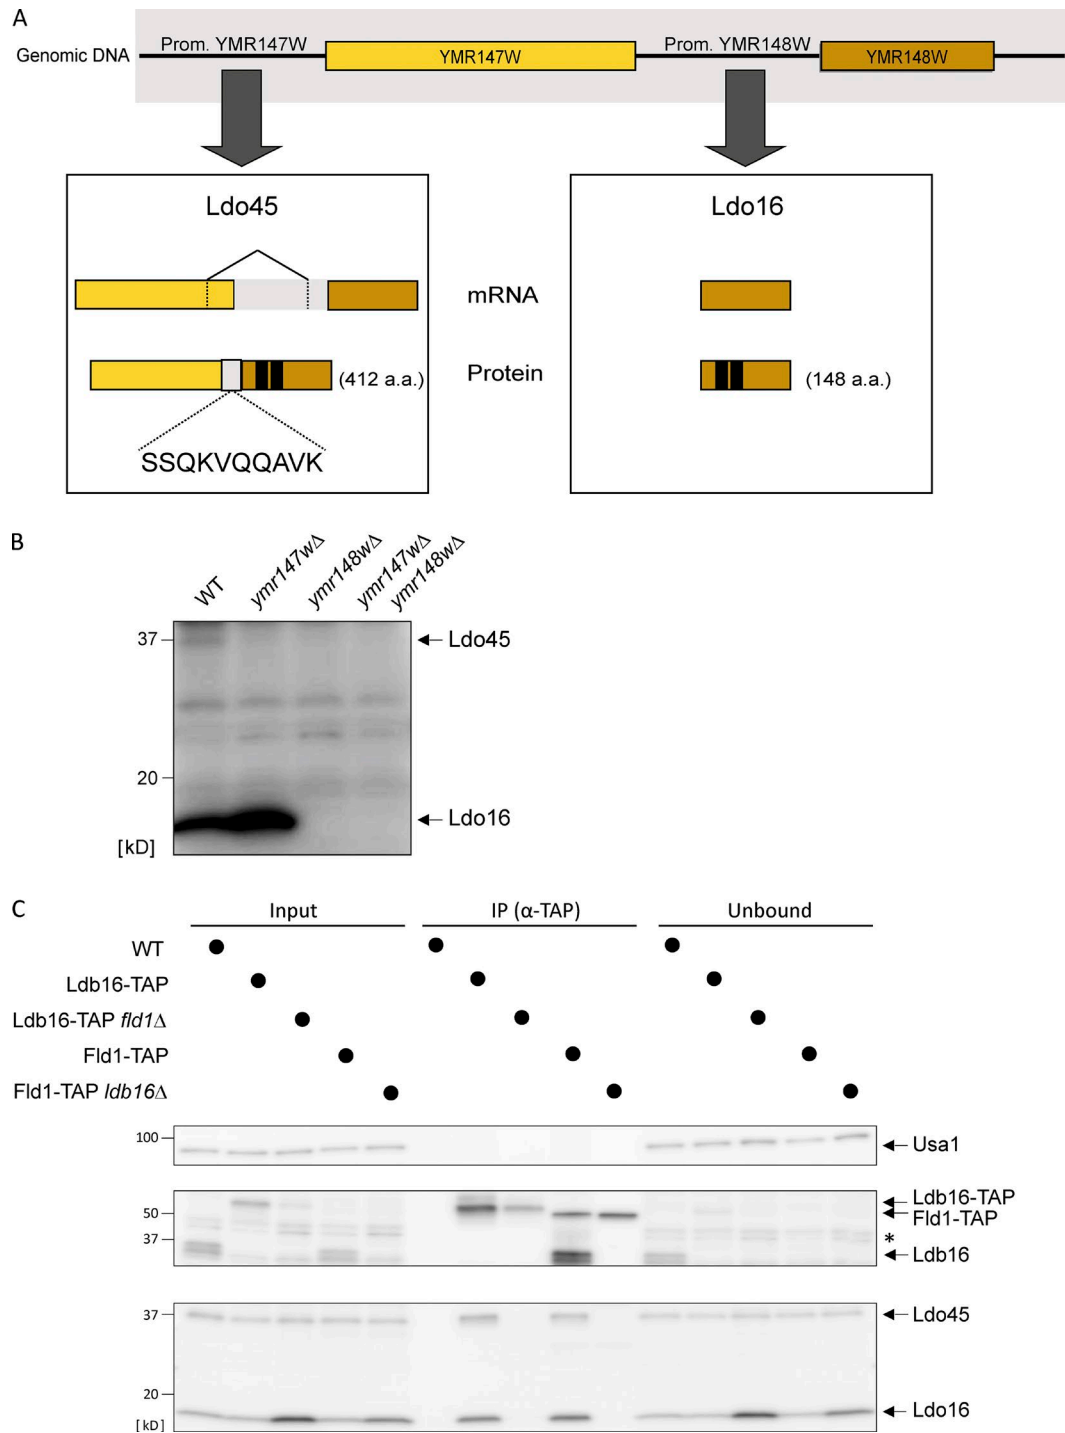 A
Genomic DNA
Prom. YMR147W
YMR147W
Prom. YMR148W
YMR148W
Ldo45
Ldo16
mRNA
Protein
(412 a.a.)
(148 a.a.)
SSQKVQQAVK
B
WT
ymr147wΔ
ymr148wΔ
ymr147wΔ
ymr148wΔ
37
Ldo45
20
Ldo16
[kD]
C
Input
IP (α-TAP)
Unbound
WT
Ldb16-TAP
Ldb16-TAP fld1Δ
Fld1-TAP
Fld1-TAP ldb16Δ
100
Usa1
Ldb16-TAP
50
Fld1-TAP
37
*
Ldb16
37
Ldo45
20
Ldo16
[kD]